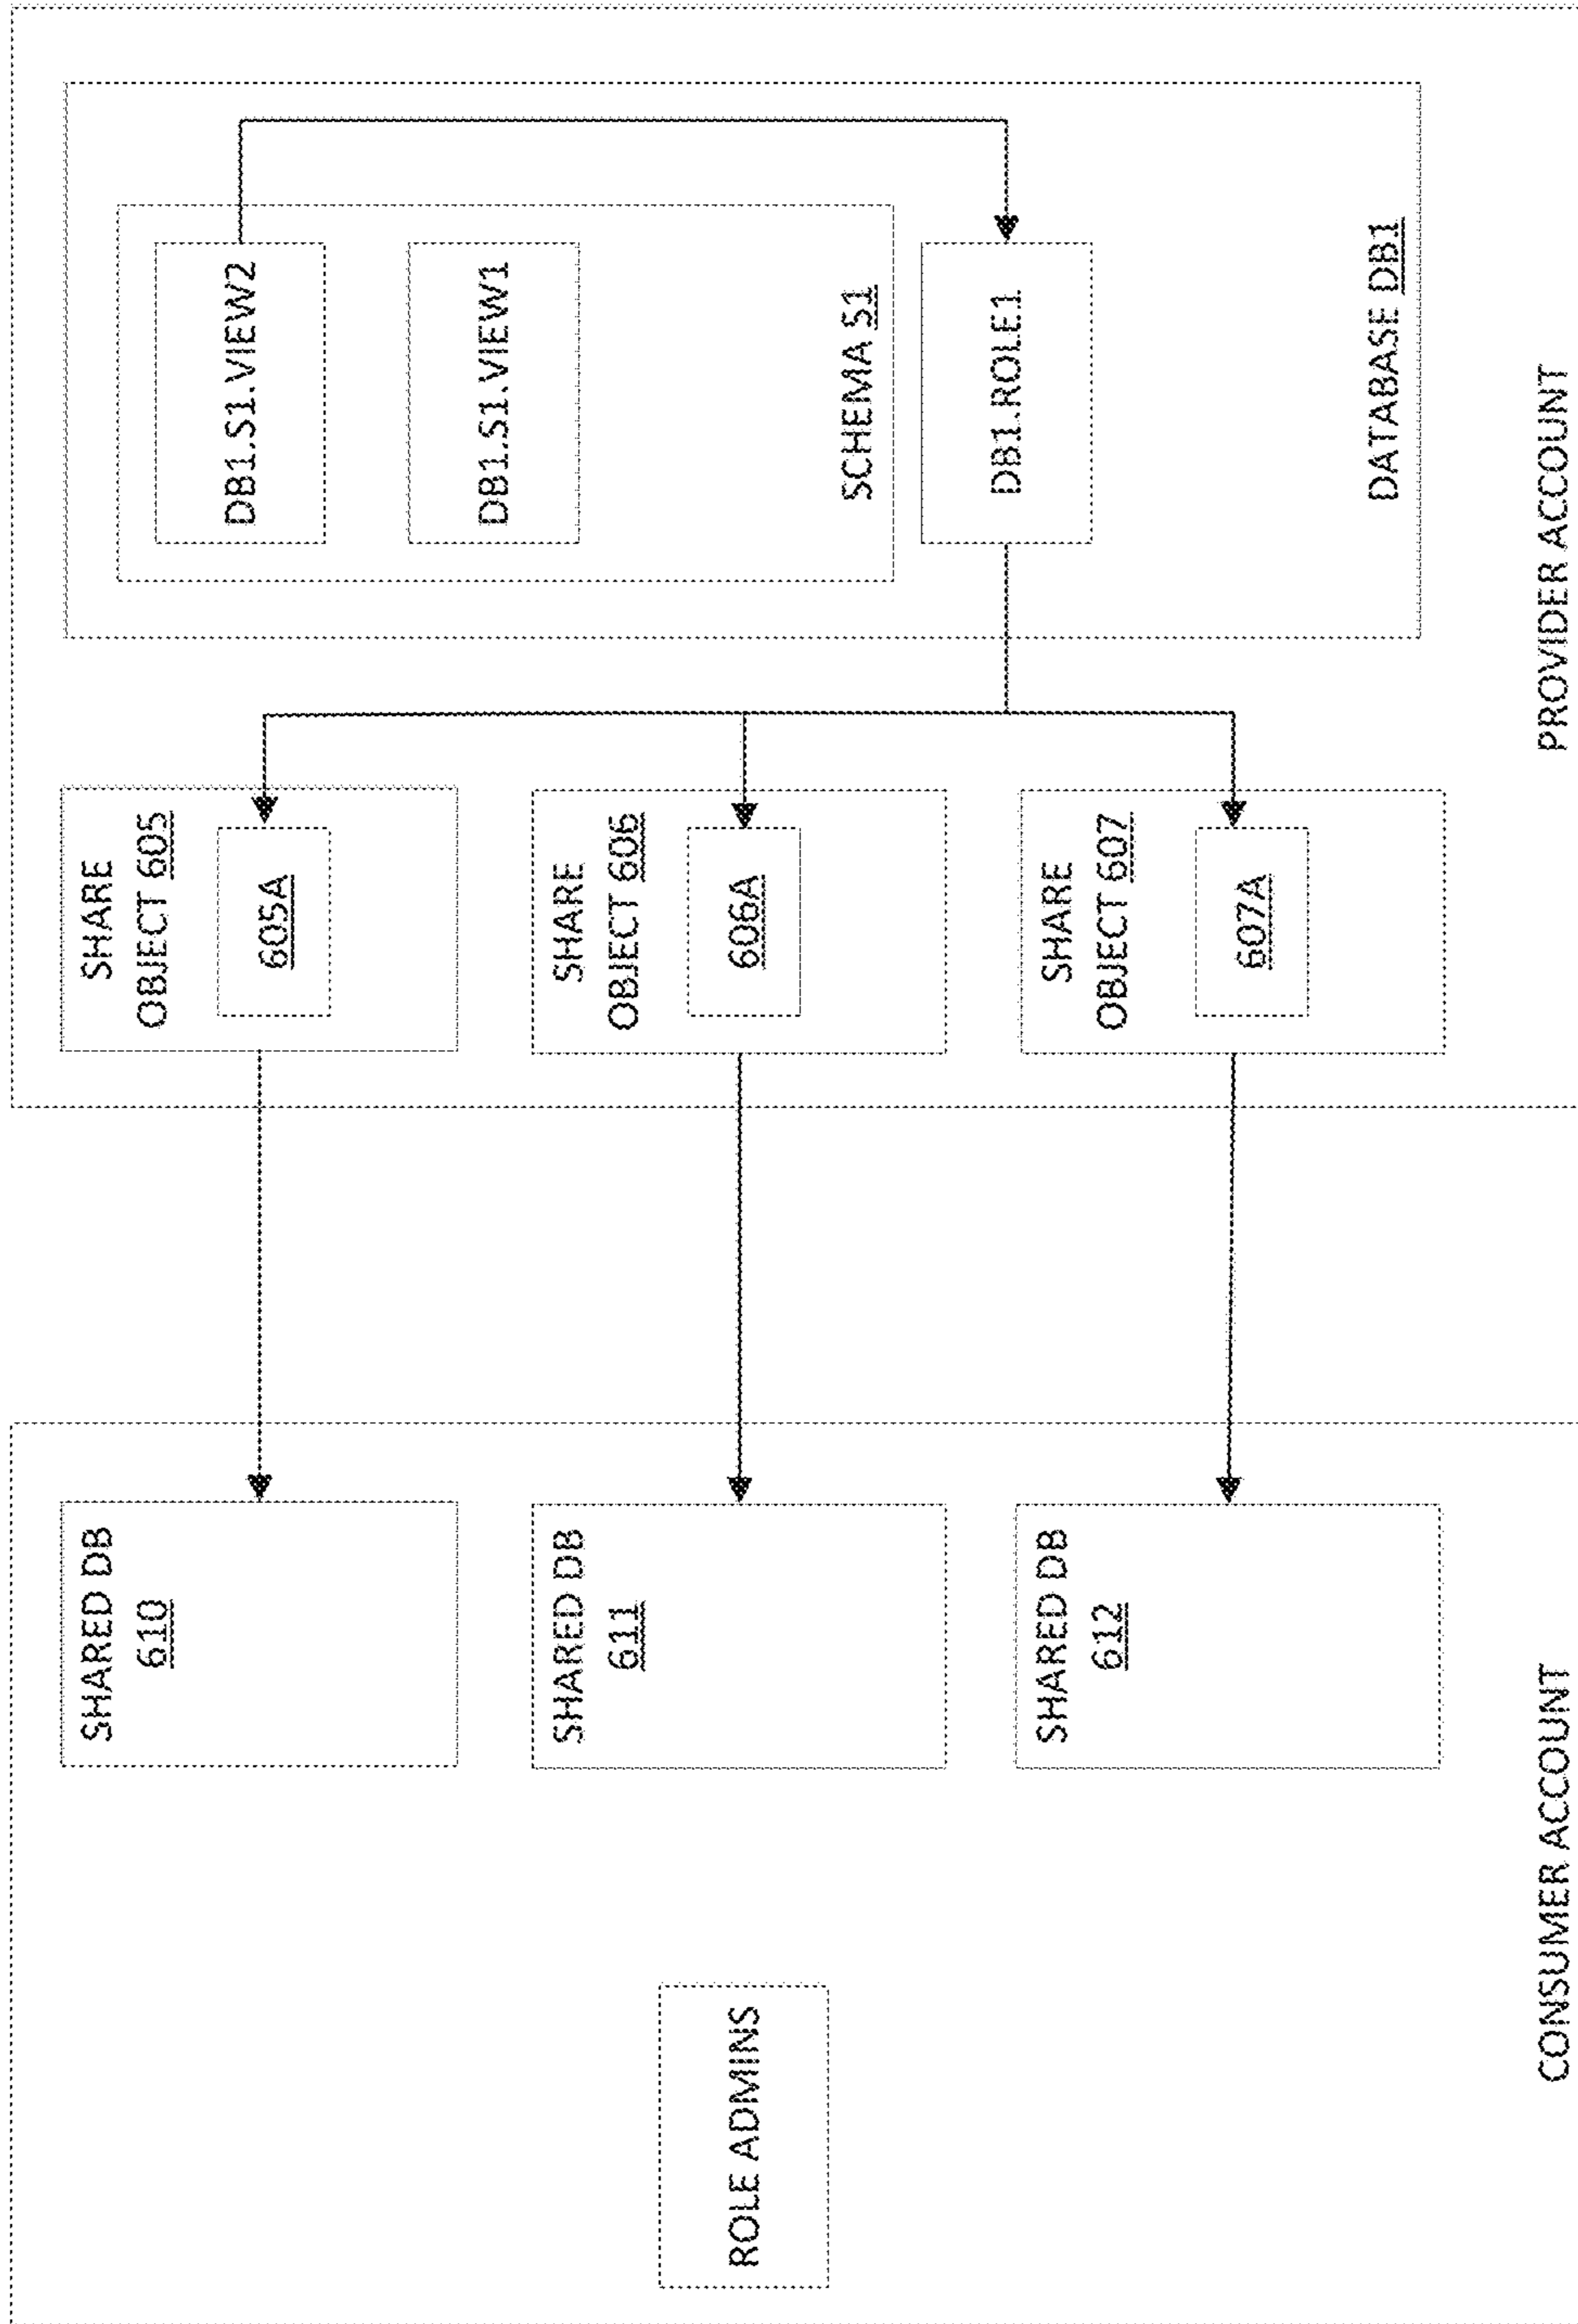 DB1.S1.VIEW2
DB1.S1.VIEW1
SCHEMA S1
DB1.ROLE1
DATABASE DB1
SHARE
OBJECT 605
605A
SHARE
OBJECT 606
606A
SHARE
OBJECT 607
607A
PROVIDER ACCOUNT
SHARED DB
610
SHARED DB
611
SHARED DB
612
ROLE ADMINS
CONSUMER ACCOUNT